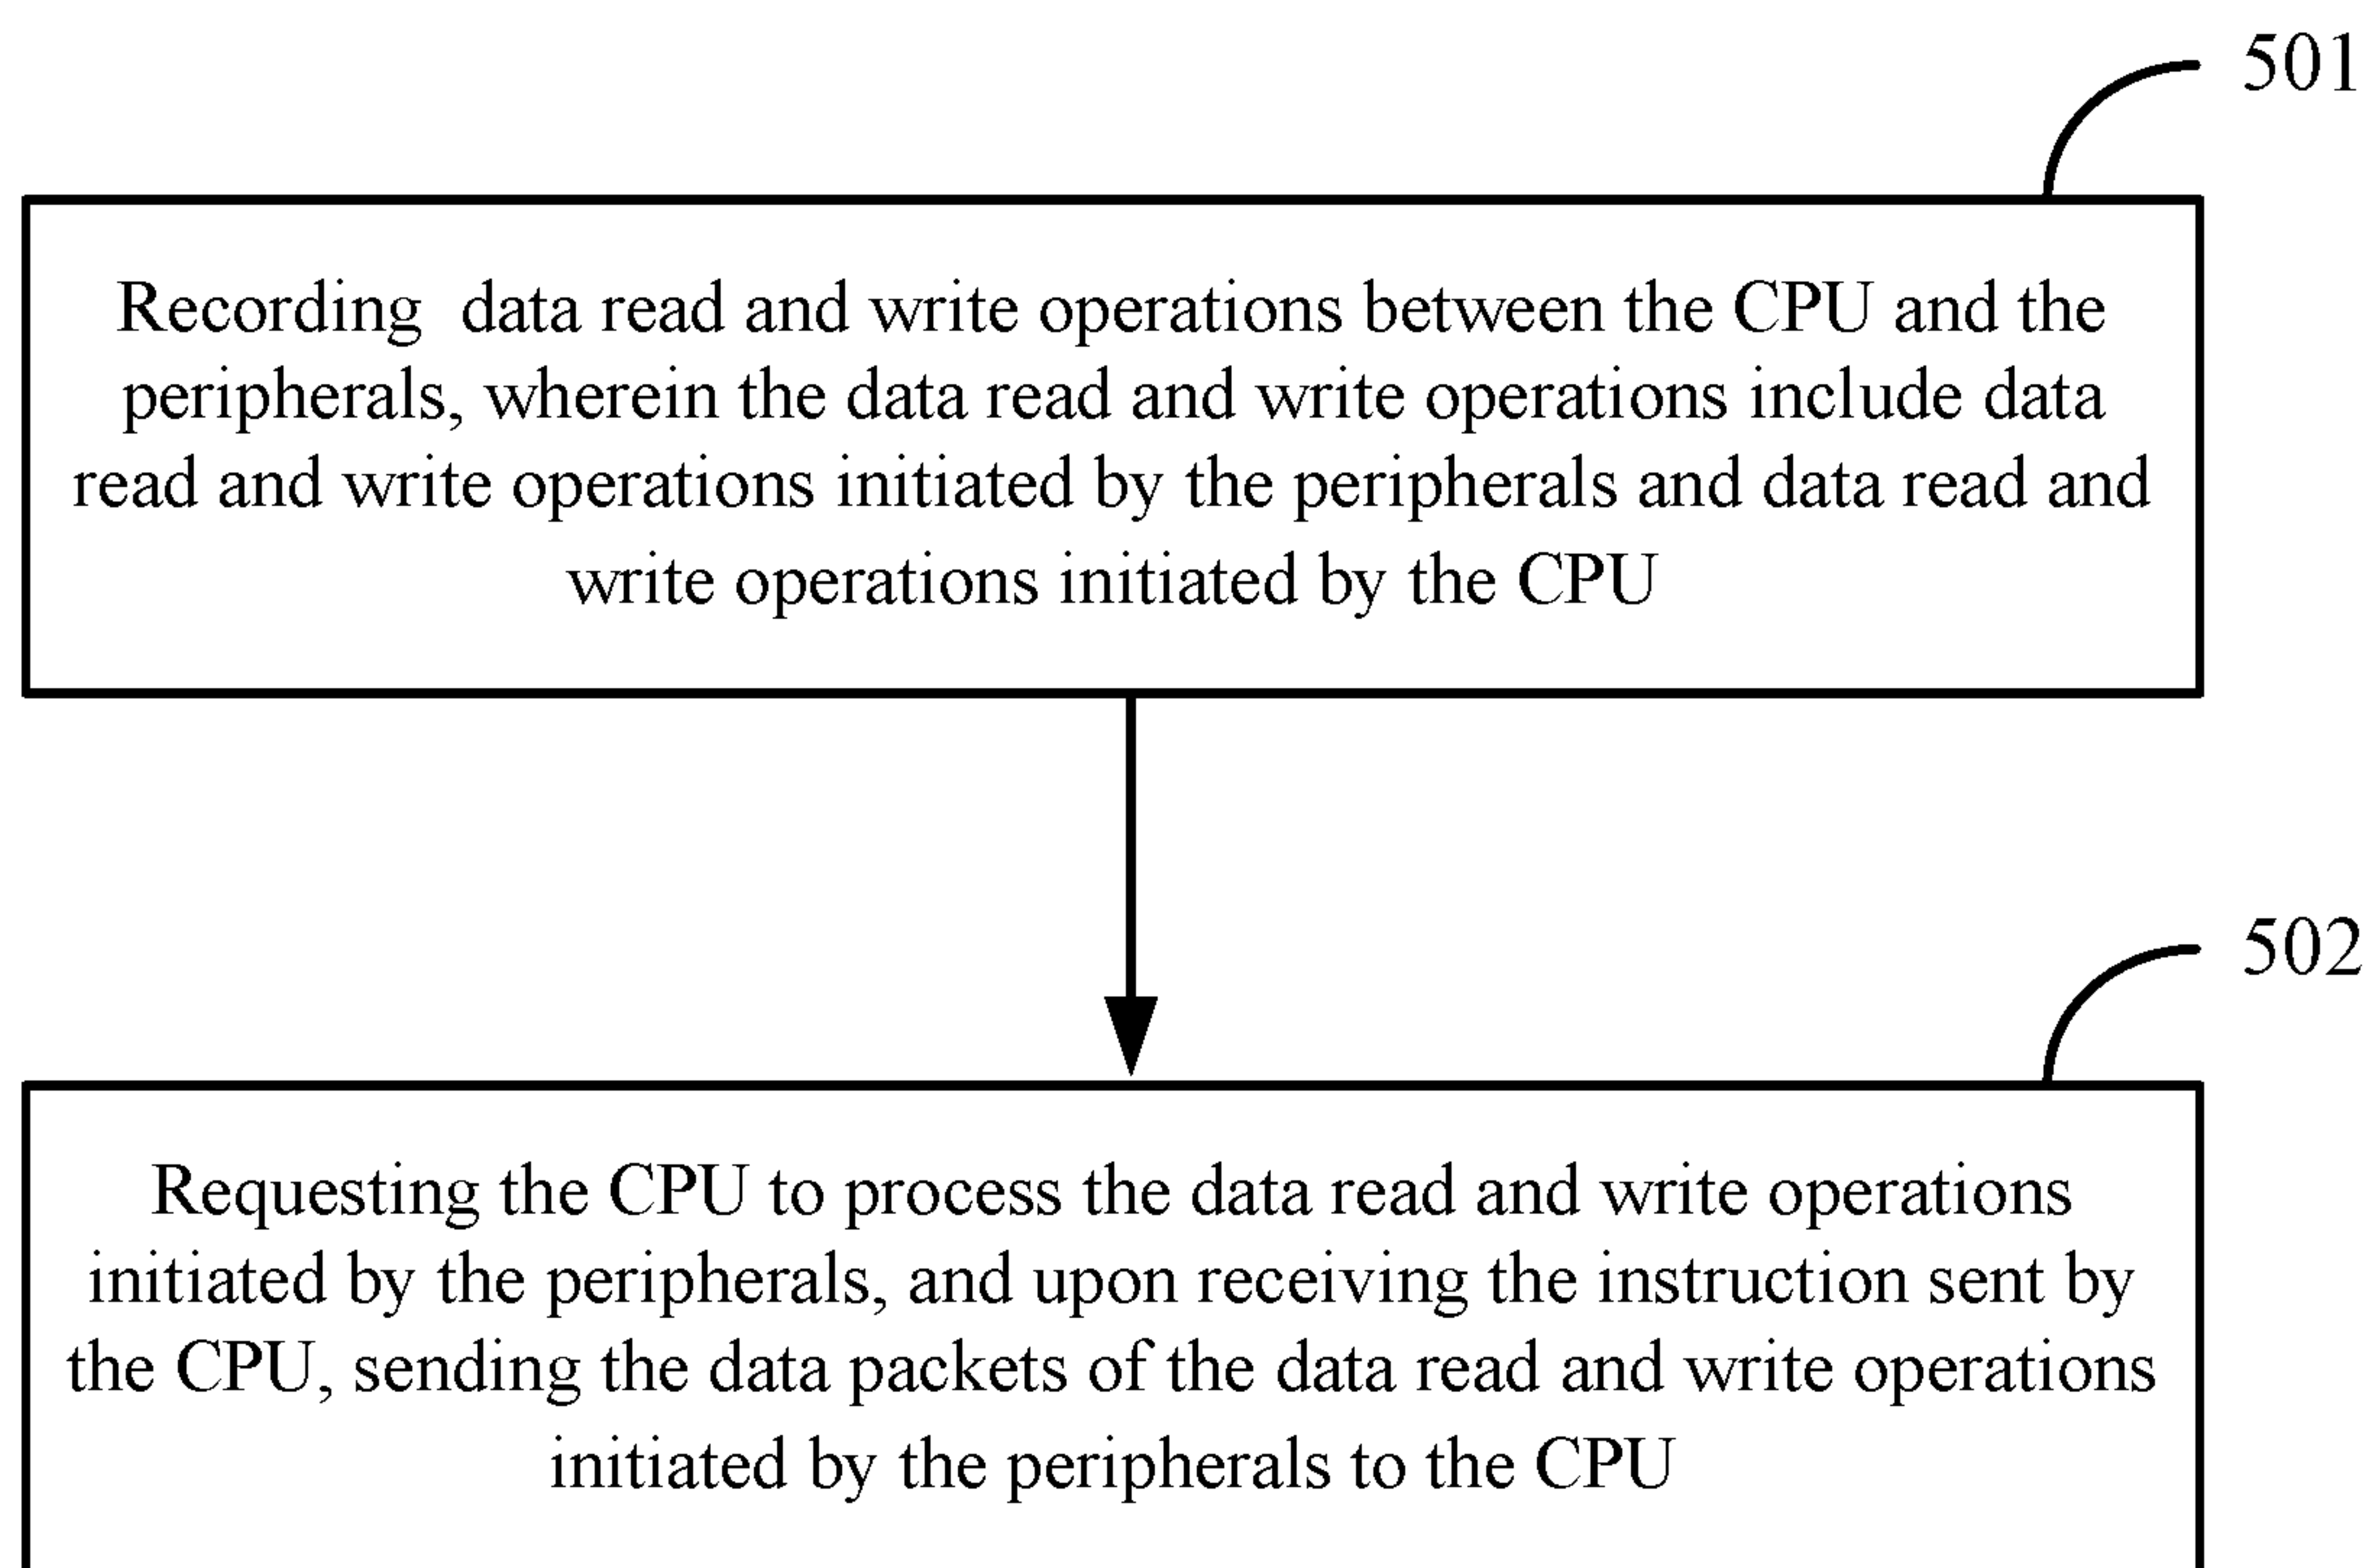 501
Recording data read and write operations between the CPU and the
peripherals, wherein the data read and write operations include data
read and write operations initiated by the peripherals and data read and
write operations initiated by the CPU
502
Requesting the CPU to process the data read and write operations
initiated by the peripherals, and upon receiving the instruction sent by
the CPU, sending the data packets of the data read and write operations
initiated by the peripherals to the CPU